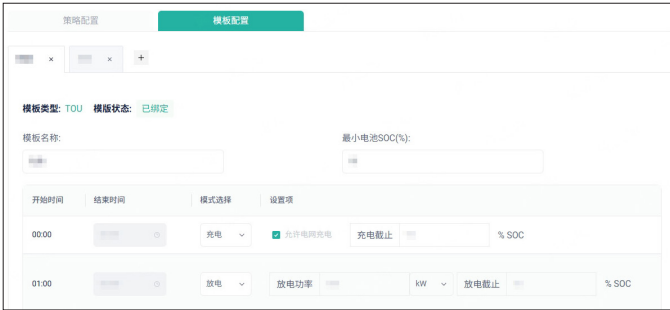 策略配置 模板配置
× × +
模板类型: TOU 模版状态: 已绑定
模板名称: 最小电池SOC(%):
开始时间 结束时间 模式选择 设置项
00:00 充电 允许电网充电 充电截止 % SOC
01:00 放电 放电功率 kW 放电截止 % SOC